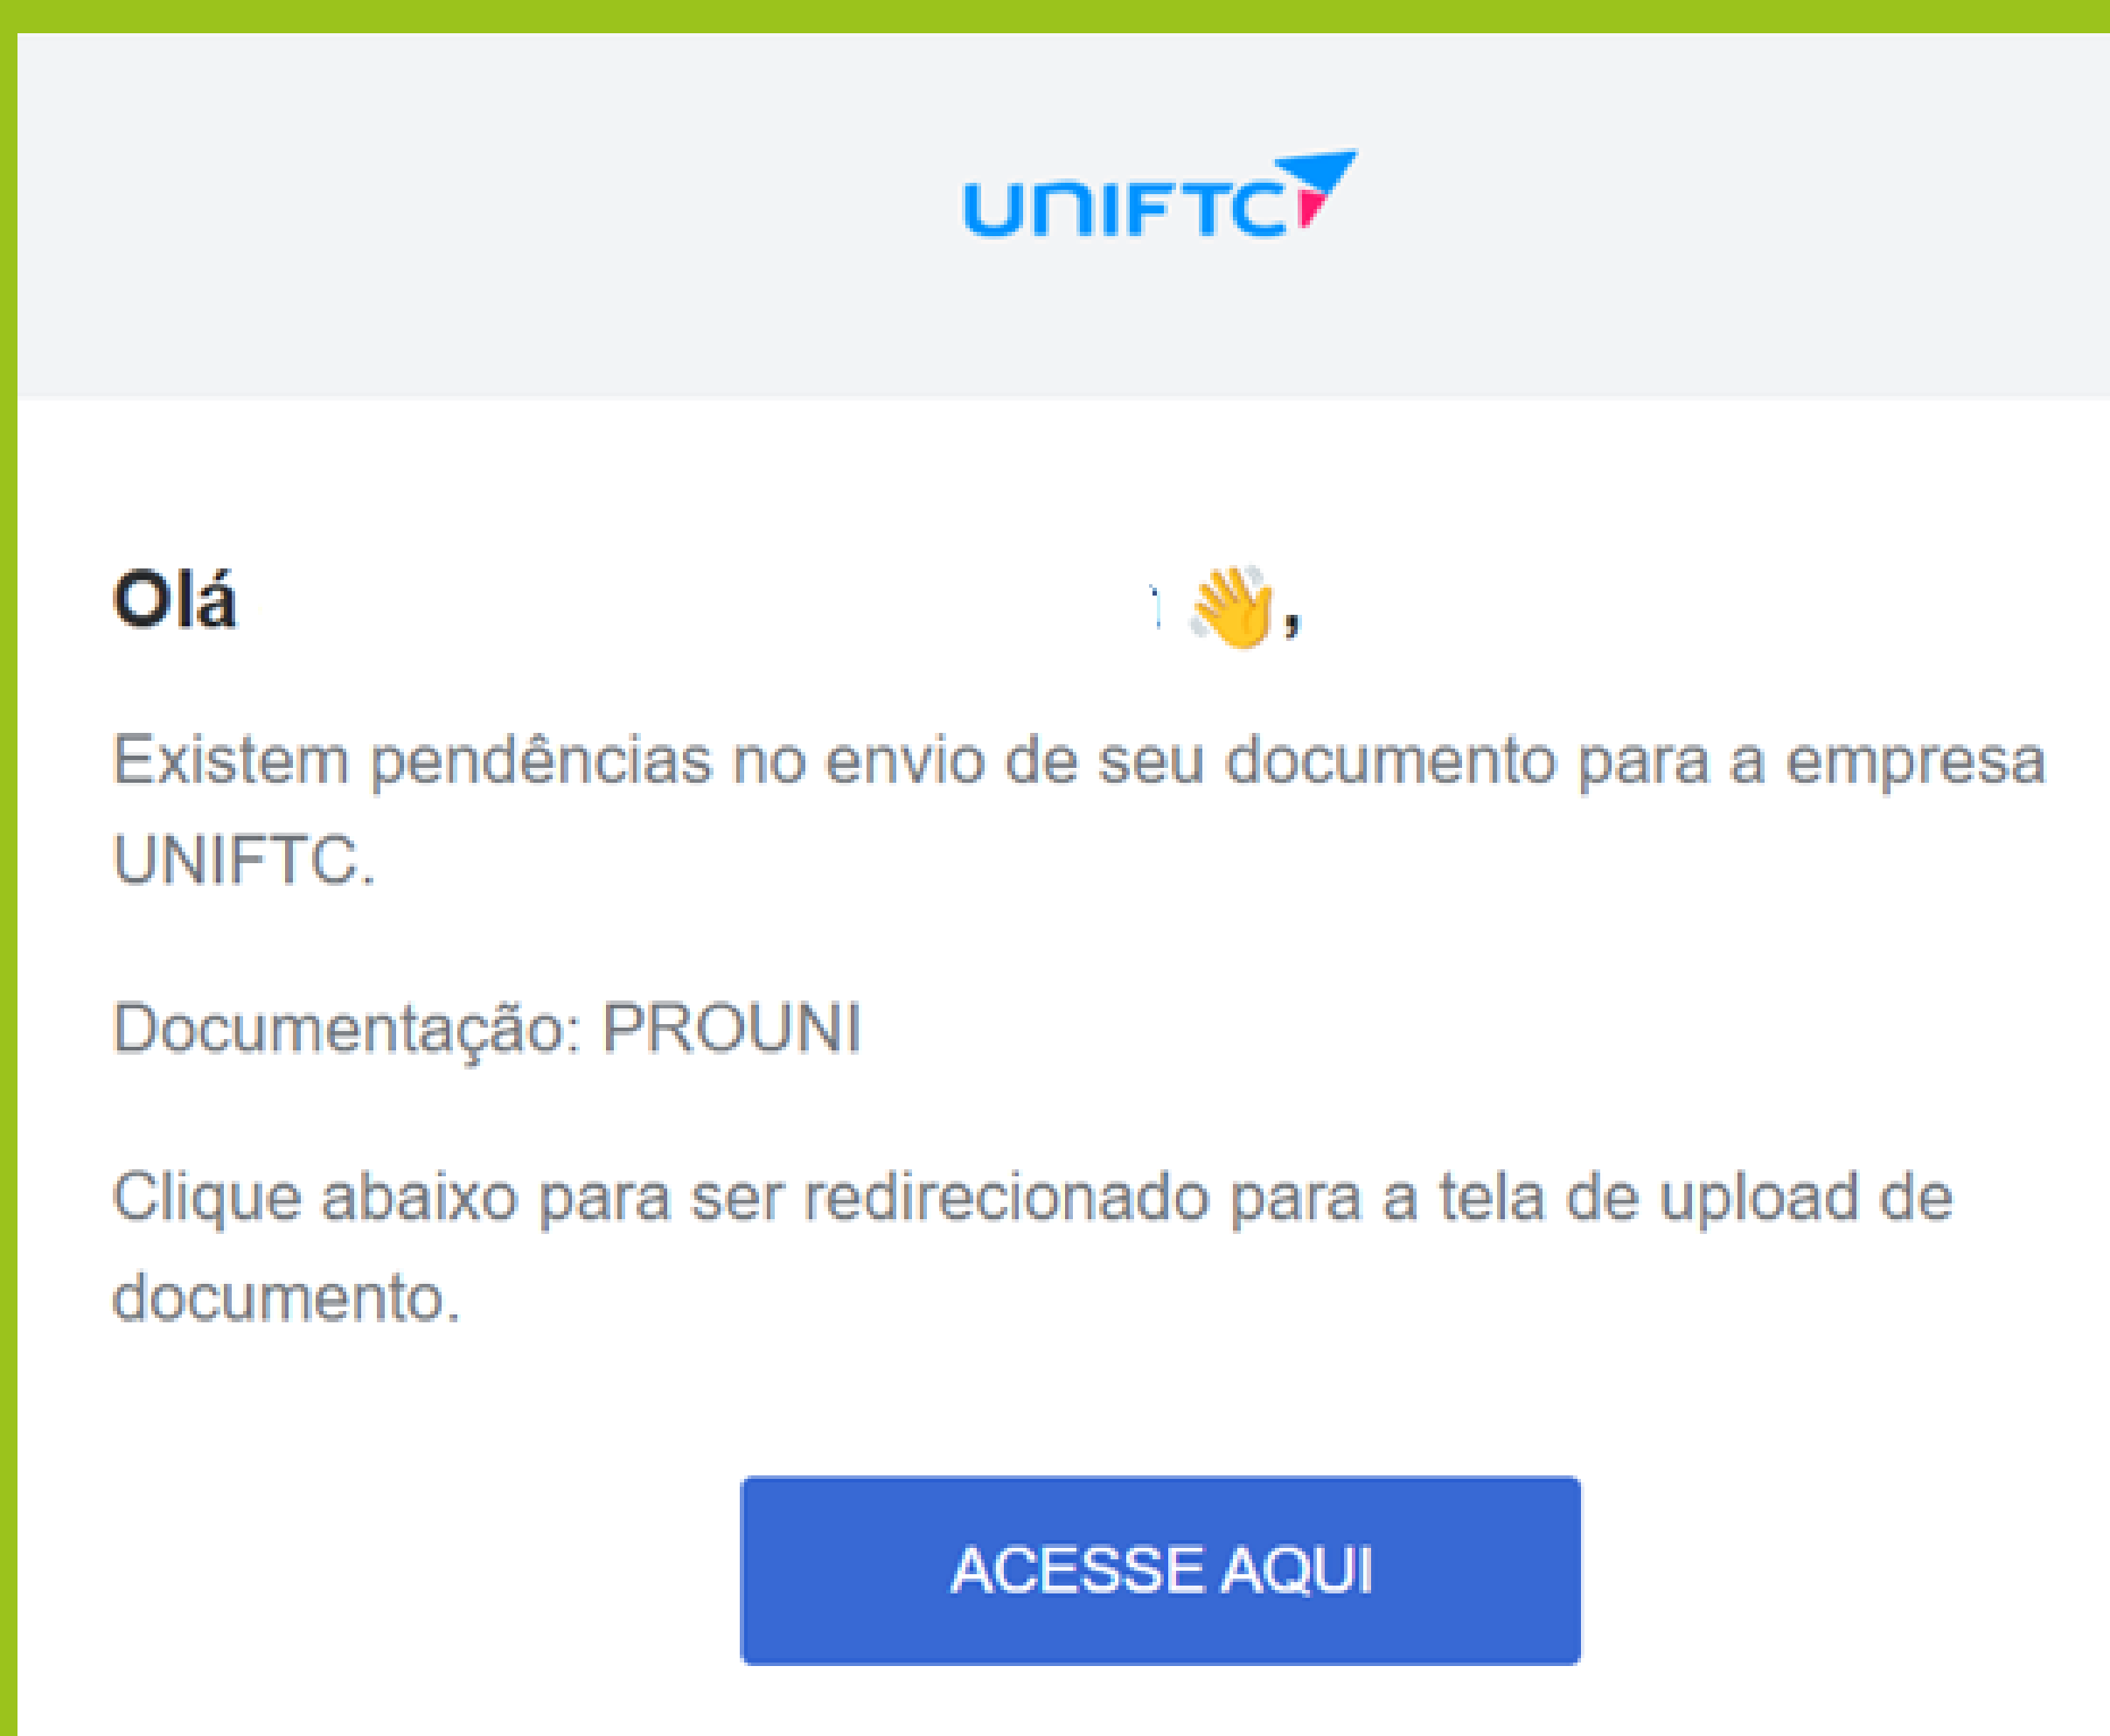 UNIFTC
Olá 👋,
Existem pendências no envio de seu documento para a empresa
UNIFTC.
Documentação: PROUNI
Clique abaixo para ser redirecionado para a tela de upload de
documento.
ACESSE AQUI